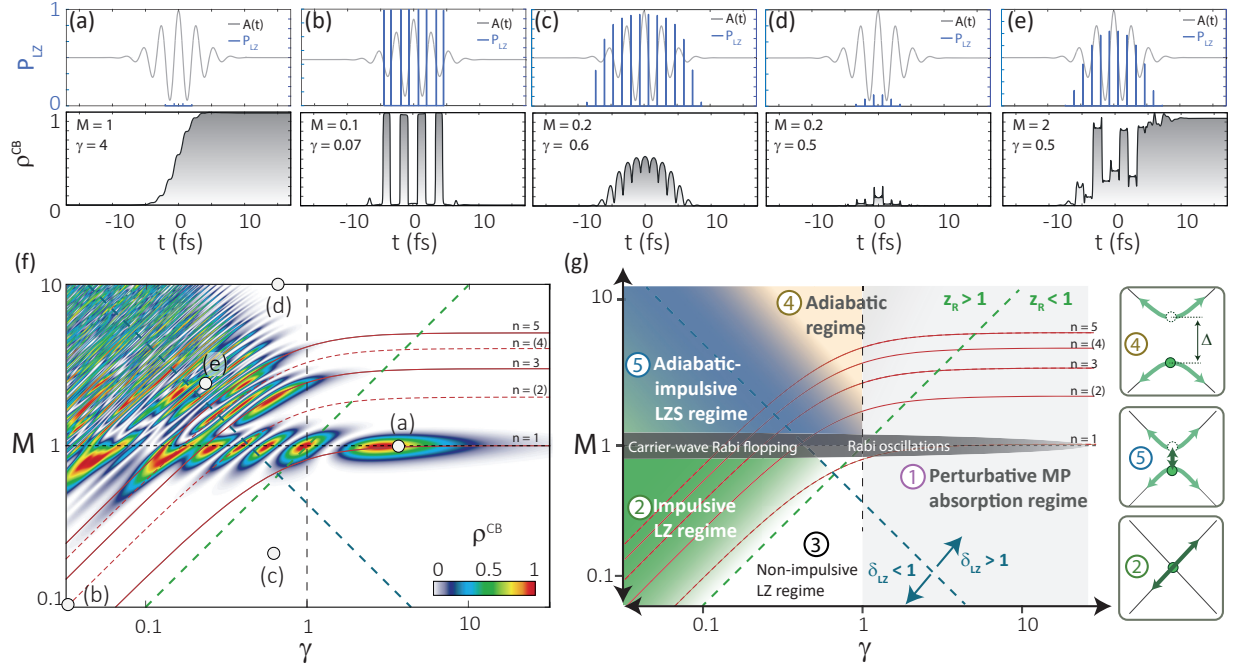 (a)
A(t)
P_LZ
(b)
A(t)
P_LZ
(c)
A(t)
P_LZ
(d)
A(t)
P_LZ
(e)
A(t)
P_LZ
1
P_LZ
0
1
ρ^CB
0
M = 1
γ = 4
M = 0.1
γ = 0.07
M = 0.2
γ = 0.6
M = 0.2
γ = 0.5
M = 2
γ = 0.5
-10 0 10
t (fs)
-10 0 10
t (fs)
-10 0 10
t (fs)
-10 0 10
t (fs)
-10 0 10
t (fs)
(f)
10
M
1
0.1
(d)
(e)
(a)
(c)
(b)
n = 5
n = (4)
n = 3
n = (2)
n = 1
ρ^CB
0 0.5 1
0.1 1 10
γ
(g)
10
M
1
0.1
4 Adiabatic
regime
z_R > 1 z_R < 1
n = 5
n = (4)
n = 3
n = (2)
n = 1
5 Adiabatic-
impulsive
LZS regime
Carrier-wave Rabi flopping
Rabi oscillations
1 Perturbative MP
absorption regime
2 Impulsive
LZ regime
3
Non-impulsive
LZ regime
δ_LZ < 1 δ_LZ > 1
0.1 1 10
γ
4
Δ
5
2